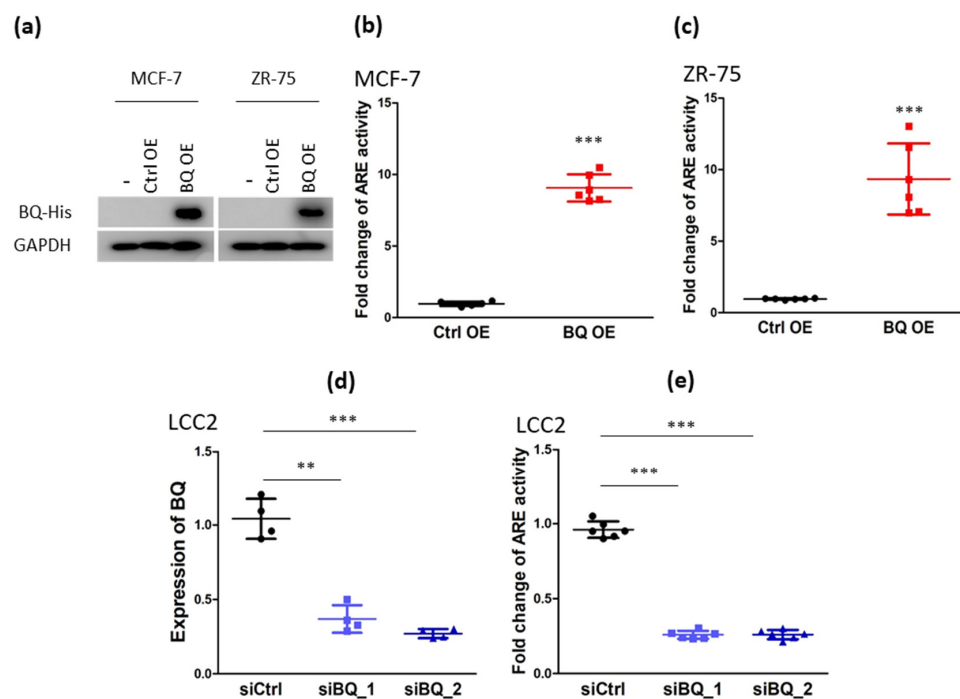 (a)
MCF-7 ZR-75
- Ctrl OE BQ OE - Ctrl OE BQ OE
BQ-His
GAPDH
(b)
MCF-7
Fold change of ARE activity
15
10
5
0
***
Ctrl OE BQ OE
(c)
ZR-75
Fold change of ARE activity
15
10
5
0
***
Ctrl OE BQ OE
(d)
LCC2
***
**
Expression of BQ
1.5
1.0
0.5
0.0
siCtrl siBQ_1 siBQ_2
(e)
LCC2
***
***
Fold change of ARE activity
1.5
1.0
0.5
0.0
siCtrl siBQ_1 siBQ_2